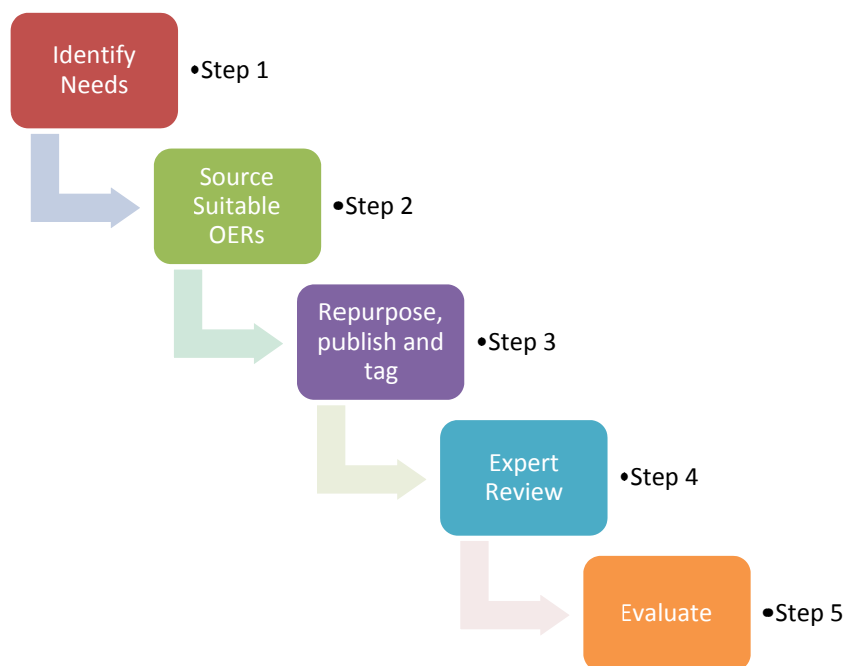 Identify
Needs
•Step 1
Source
Suitable
OERs
•Step 2
Repurpose,
publish and
tag
•Step 3
Expert
Review
•Step 4
Evaluate
•Step 5